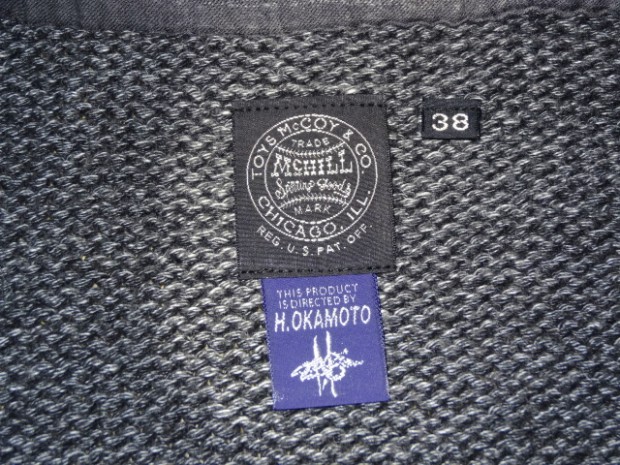 TOYS McCOY & CO.
TRADE
McHILL
Sporting Goods
MARK
CHICAGO, ILL.
REG. U.S. PAT. OFF.
38
THIS PRODUCT
IS DIRECTED BY
H.OKAMOTO